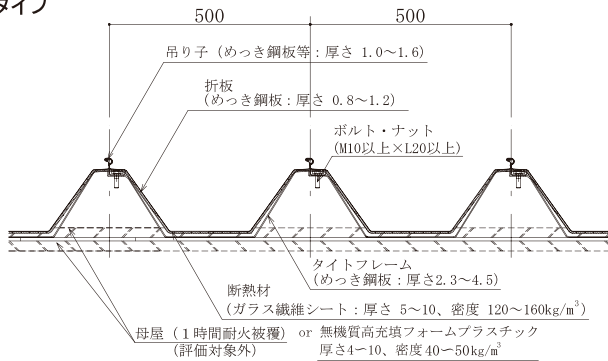 タイプ
500
500
吊り子（めっき鋼板等：厚さ 1.0～1.6）
折板
（めっき鋼板：厚さ 0.8～1.2）
ボルト・ナット
（M10以上×L20以上）
タイトフレーム
（めっき鋼板：厚さ2.3～4.5）
断熱材
（ガラス繊維シート：厚さ 5～10、密度 120～160kg/m³）
or 無機質高充填フォームプラスチック
厚さ4～10、密度40～50kg/m³
母屋（１時間耐火被覆）
（評価対象外）